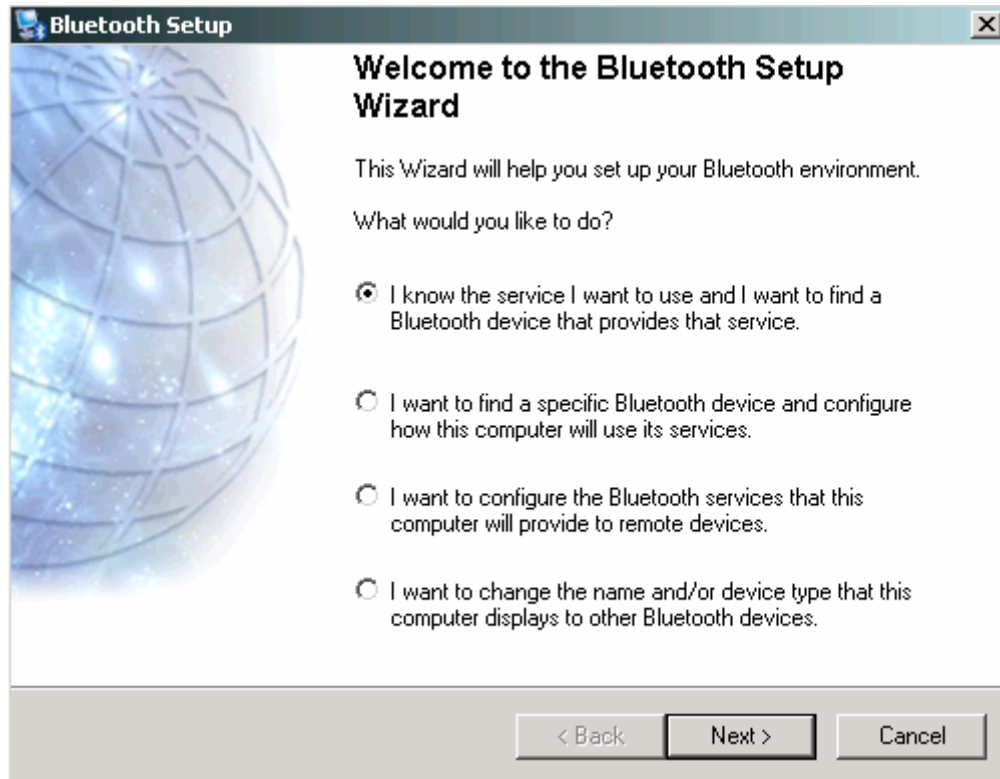 Bluetooth Setup
Welcome to the Bluetooth Setup
Wizard
This Wizard will help you set up your Bluetooth environment.
What would you like to do?
I know the service I want to use and I want to find a
Bluetooth device that provides that service.
I want to find a specific Bluetooth device and configure
how this computer will use its services.
I want to configure the Bluetooth services that this
computer will provide to remote devices.
I want to change the name and/or device type that this
computer displays to other Bluetooth devices.
< Back Next > Cancel